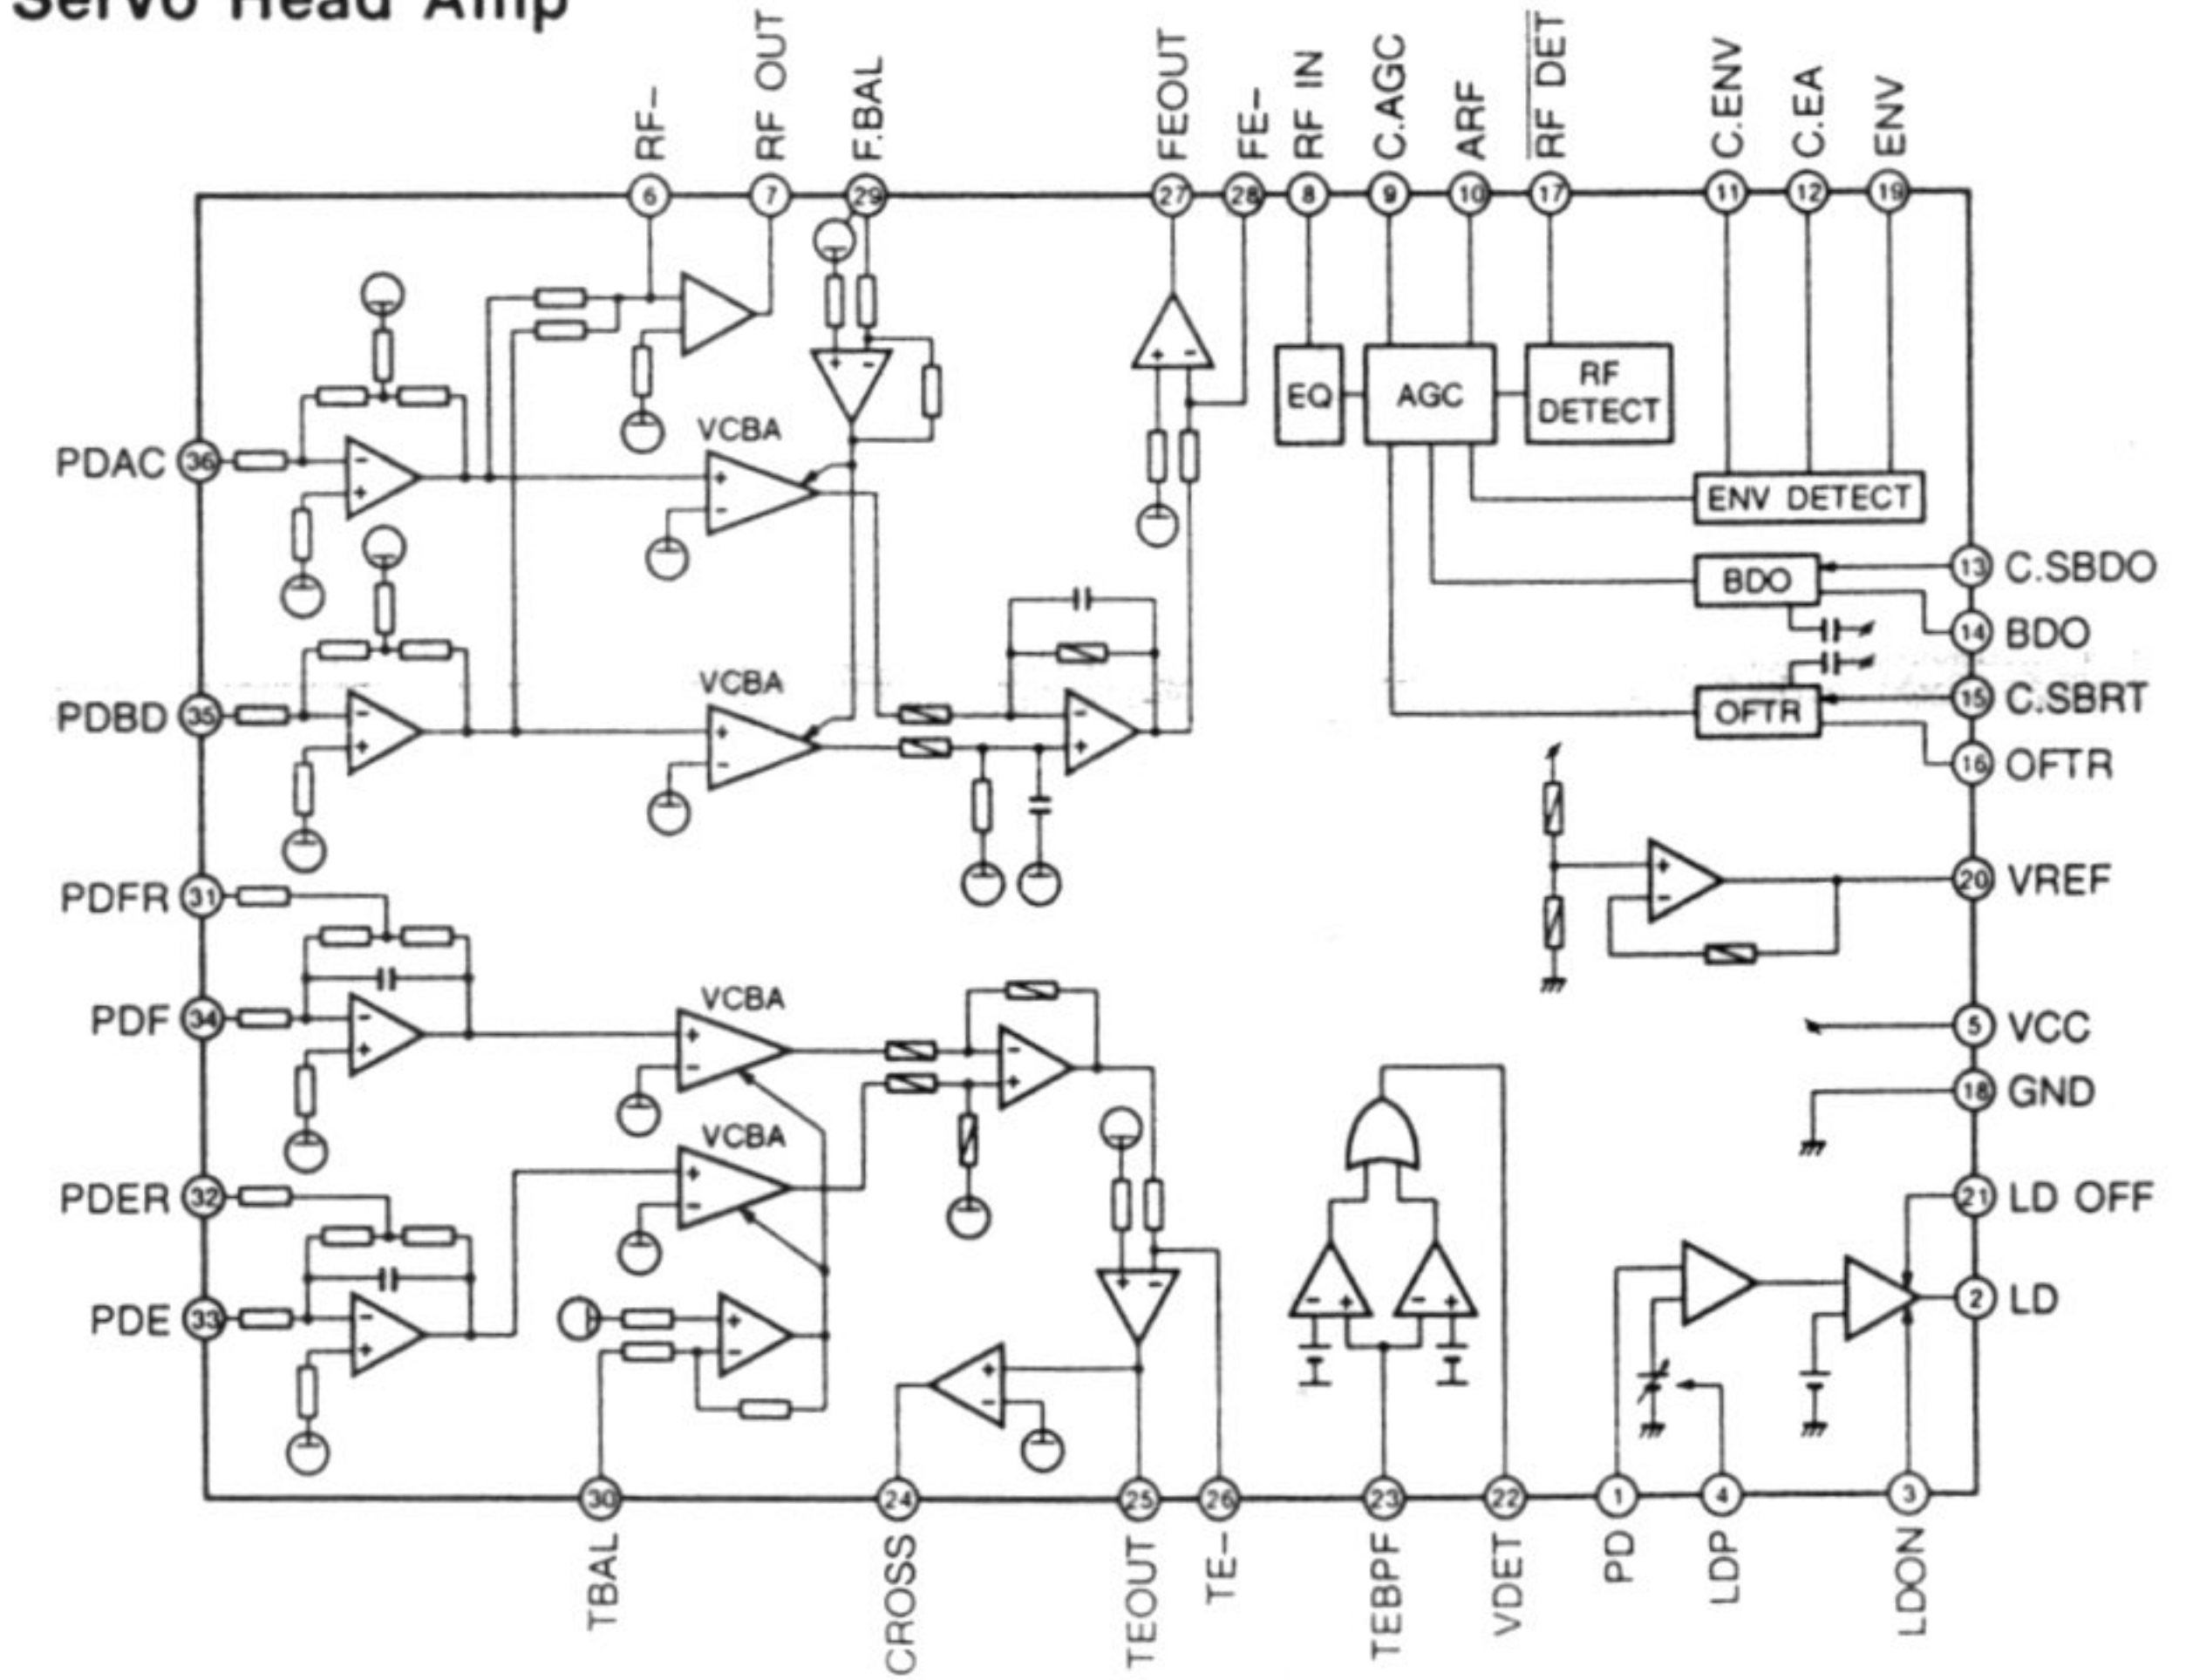 Servo Head Amp
RF-
RF OUT
F.BAL
FEOUT
FE-
RF IN
C.AGC
ARF
RF DET
C.ENV
C.EA
ENV
6
7
29
27
28
8
9
10
17
11
12
19
EQ
AGC
RF
DETECT
VCBA
PDAC
36
ENV DETECT
13
C.SBDO
BDO
14
BDO
VCBA
PDBD
35
15
C.SBRT
OFTR
16
OFTR
PDFR
31
20
VREF
PDF
34
VCBA
5
VCC
18
GND
VCBA
PDER
32
21
LD OFF
PDE
33
2
LD
30
24
25
26
23
22
1
4
3
TBAL
CROSS
TEOUT
TE-
TEBPF
VDET
PD
LDP
LDON